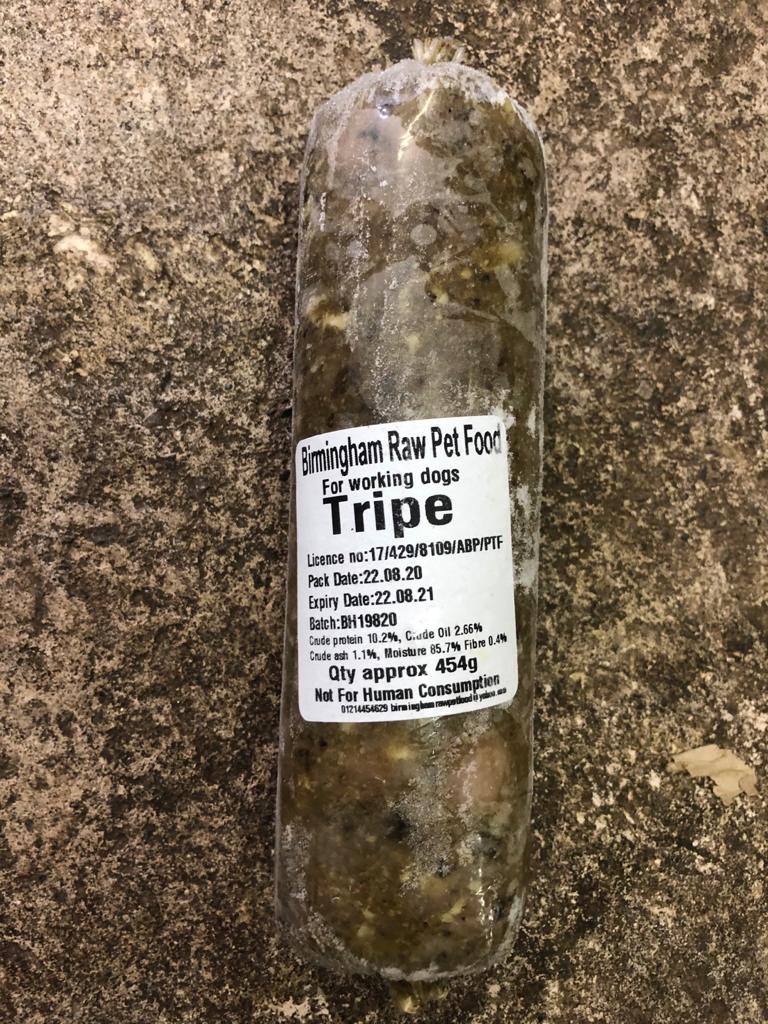 Birmingham Raw Pet Food
For working dogs
Tripe
Licence no:17/429/8109/ABP/PTF
Pack Date:22.08.20
Expiry Date:22.08.21
Batch:BH19820
Crude protein 10.2%, Crude Oil 2.66%
Crude ash 1.1%, Moisture 85.7% Fibre 0.4%
Qty approx 454g
Not For Human Consumption
01214454629